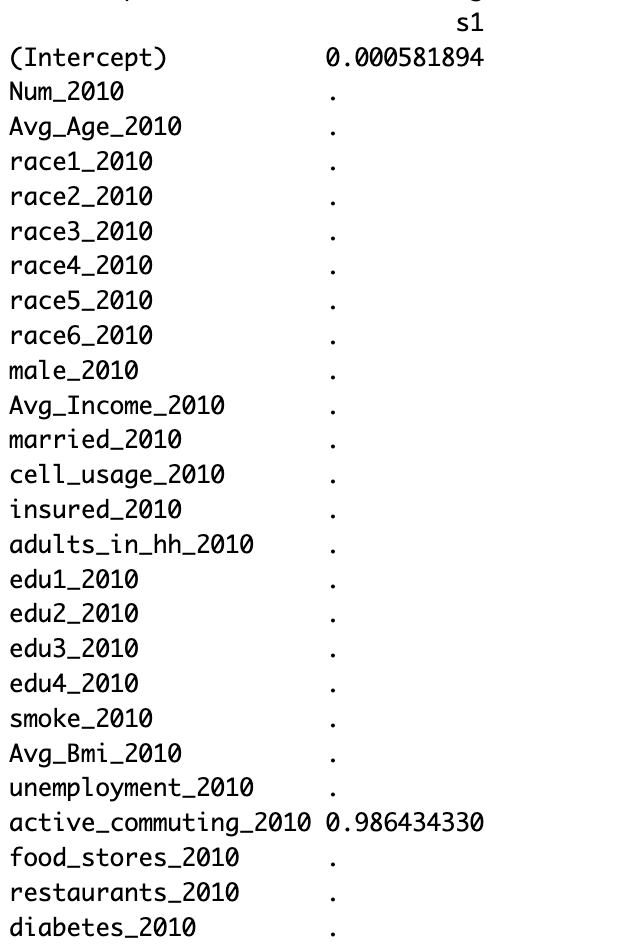 s1
(Intercept) 0.000581894
Num_2010 .
Avg_Age_2010 .
race1_2010 .
race2_2010 .
race3_2010 .
race4_2010 .
race5_2010 .
race6_2010 .
male_2010 .
Avg_Income_2010 .
married_2010 .
cell_usage_2010 .
insured_2010 .
adults_in_hh_2010 .
edu1_2010 .
edu2_2010 .
edu3_2010 .
edu4_2010 .
smoke_2010 .
Avg_Bmi_2010 .
unemployment_2010 .
active_commuting_2010 0.986434330
food_stores_2010 .
restaurants_2010 .
diabetes_2010 .